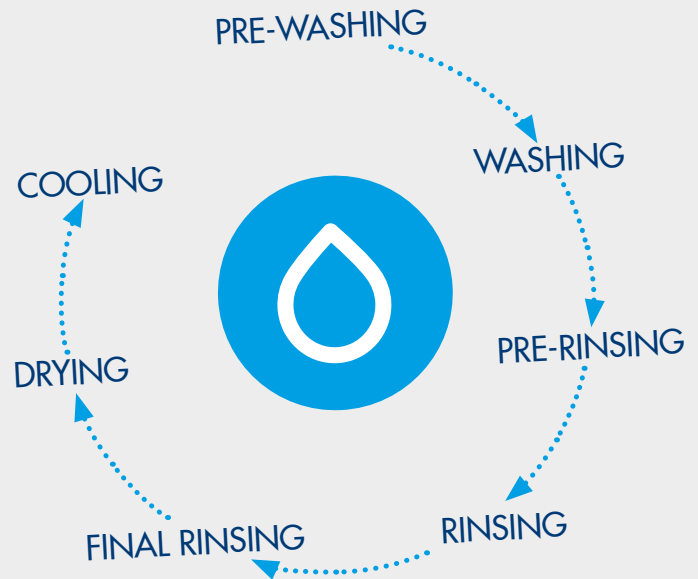 PRE-WASHING
WASHING
PRE-RINSING
RINSING
FINAL RINSING
DRYING
COOLING